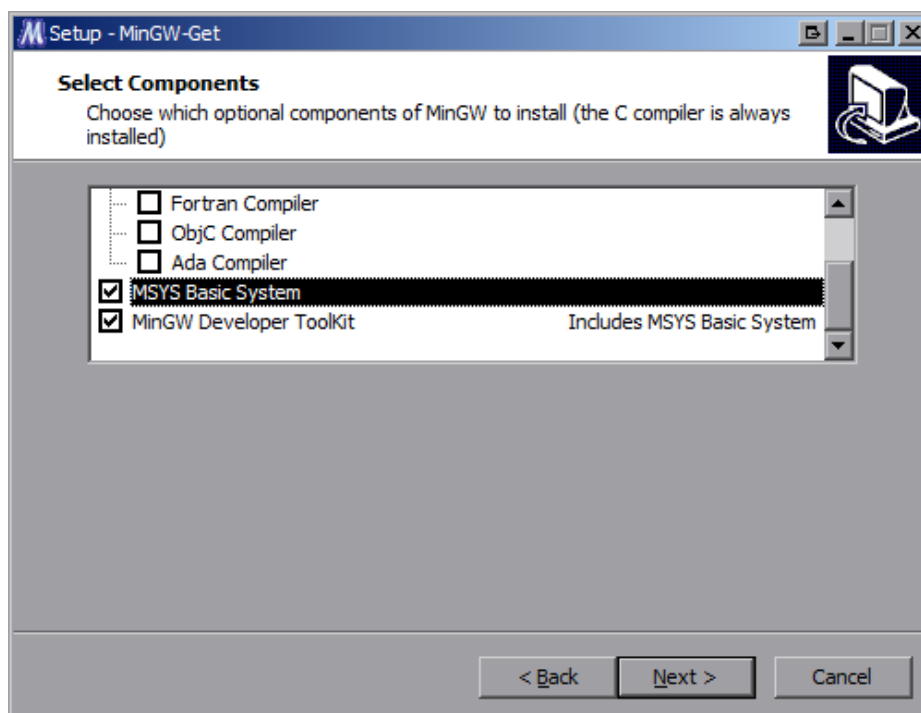 Setup - MinGW-Get
Select Components
Choose which optional components of MinGW to install (the C compiler is always
installed)
Fortran Compiler
ObjC Compiler
Ada Compiler
MSYS Basic System
MinGW Developer ToolKit Includes MSYS Basic System
< Back Next > Cancel